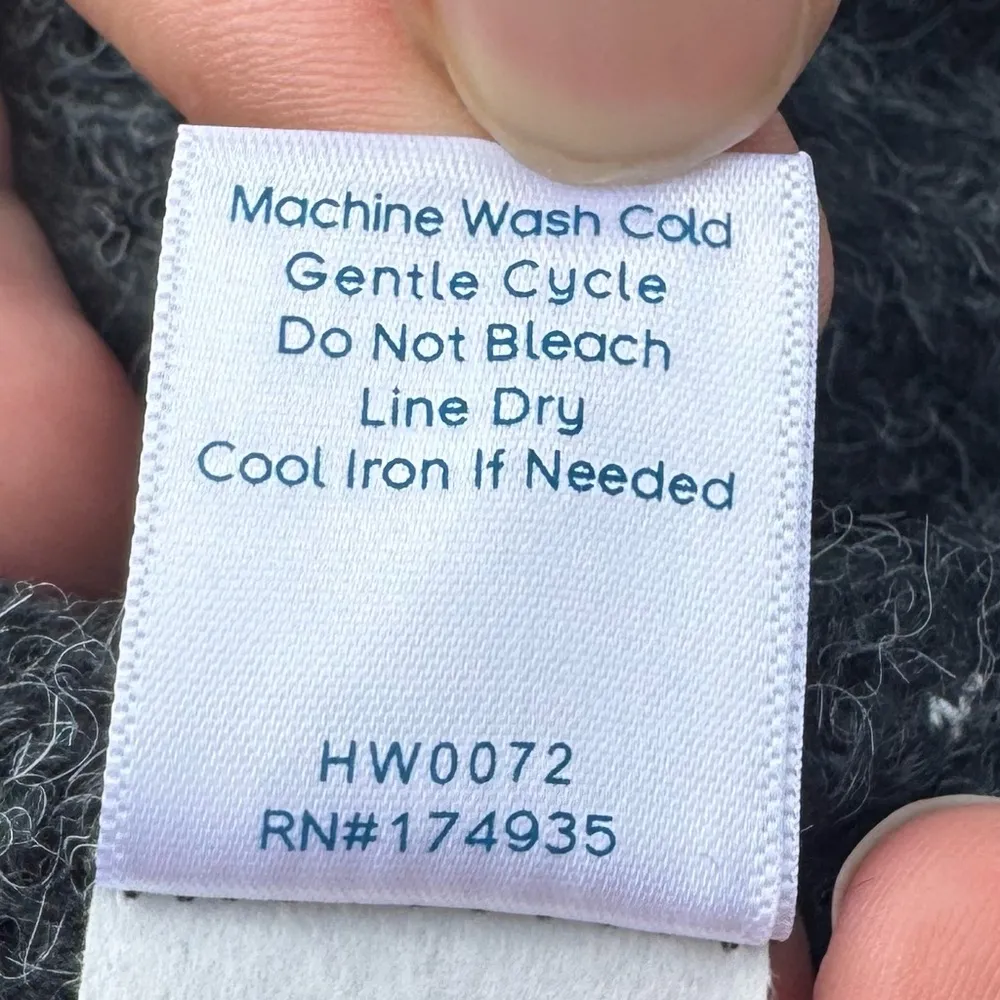 Machine Wash Cold
Gentle Cycle
Do Not Bleach
Line Dry
Cool Iron If Needed
HW0072
RN#174935